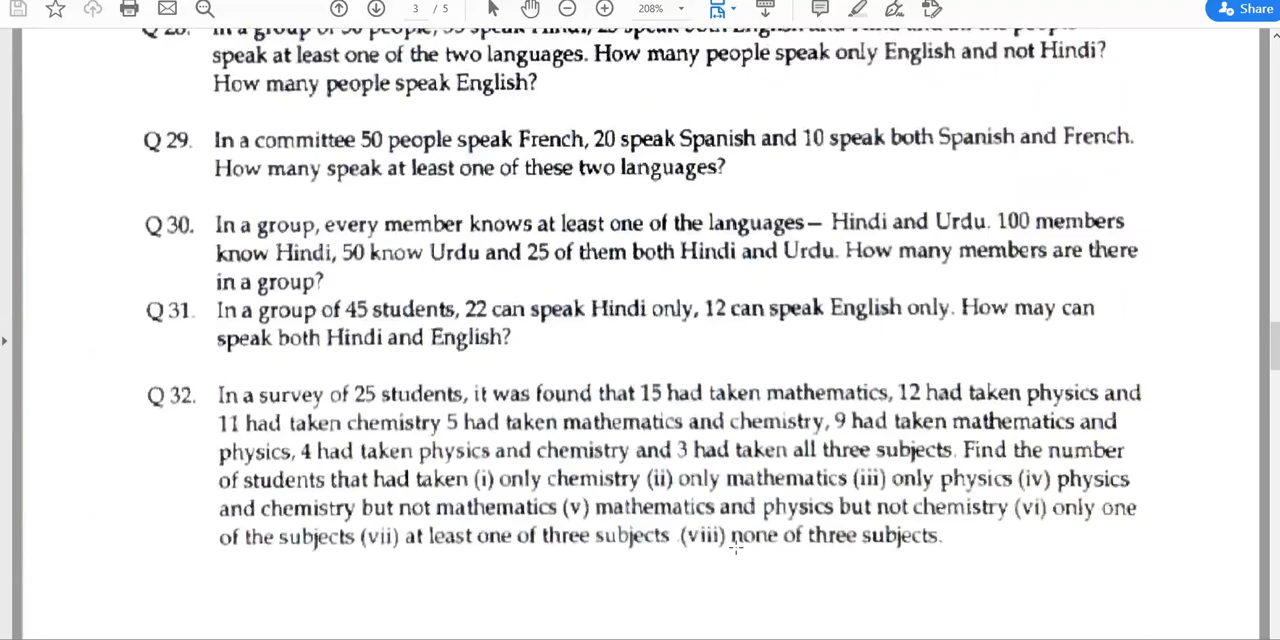 3 / 5
208%
Share
Q 28. In a group of 50 people, 35 speak Hindi, 25 speak both English and Hindi and all the people
speak at least one of the two languages. How many people speak only English and not Hindi?
How many people speak English?
Q 29. In a committee 50 people speak French, 20 speak Spanish and 10 speak both Spanish and French.
How many speak at least one of these two languages?
Q 30. In a group, every member knows at least one of the languages– Hindi and Urdu. 100 members
know Hindi, 50 know Urdu and 25 of them both Hindi and Urdu. How many members are there
in a group?
Q 31. In a group of 45 students, 22 can speak Hindi only, 12 can speak English only. How may can
speak both Hindi and English?
Q 32. In a survey of 25 students, it was found that 15 had taken mathematics, 12 had taken physics and
11 had taken chemistry 5 had taken mathematics and chemistry, 9 had taken mathematics and
physics, 4 had taken physics and chemistry and 3 had taken all three subjects. Find the number
of students that had taken (i) only chemistry (ii) only mathematics (iii) only physics (iv) physics
and chemistry but not mathematics (v) mathematics and physics but not chemistry (vi) only one
of the subjects (vii) at least one of three subjects (viii) none of three subjects.